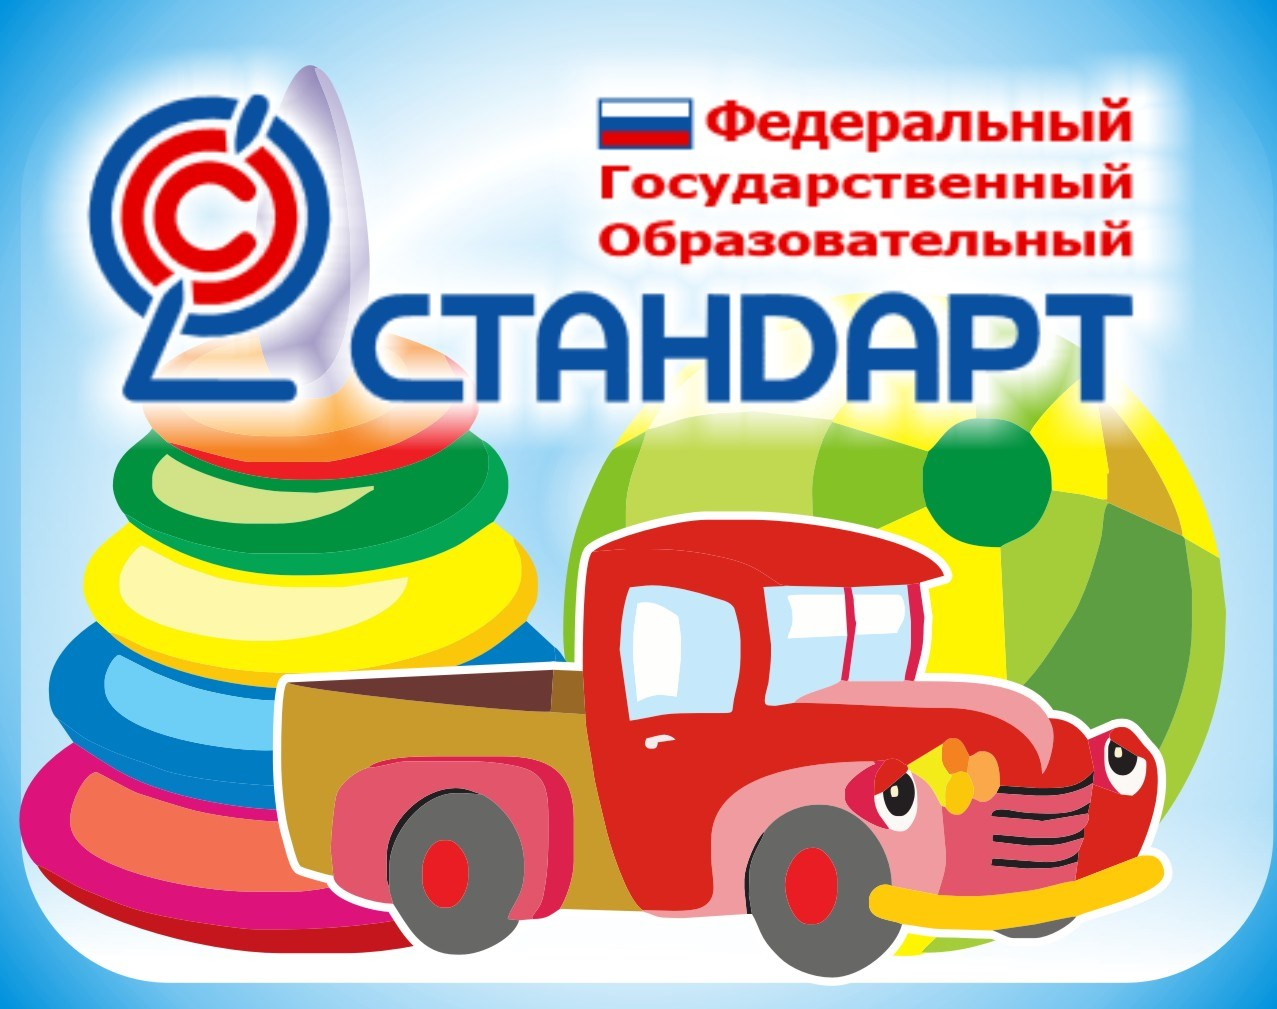 Федеральный
Государственный
Образовательный
СТАНДАРТ